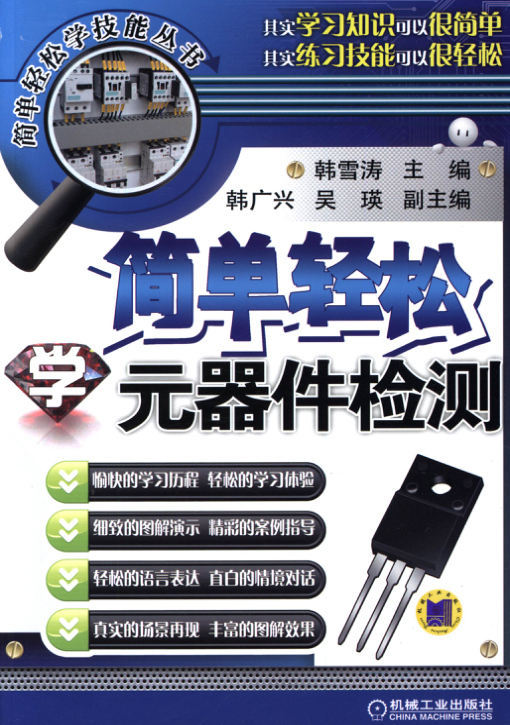 简单轻松学技能丛书
其实学习知识可以很简单
其实练习技能可以很轻松
韩雪涛 主 编
韩广兴 吴 瑛 副主编
简单轻松
学
元器件检测
愉快的学习历程 轻松的学习体验
细致的图解演示 精彩的案例指导
轻松的语言表达 直白的情境对话
真实的场景再现 丰富的图解效果
机械工业出版社
CHINA MACHINE PRESS